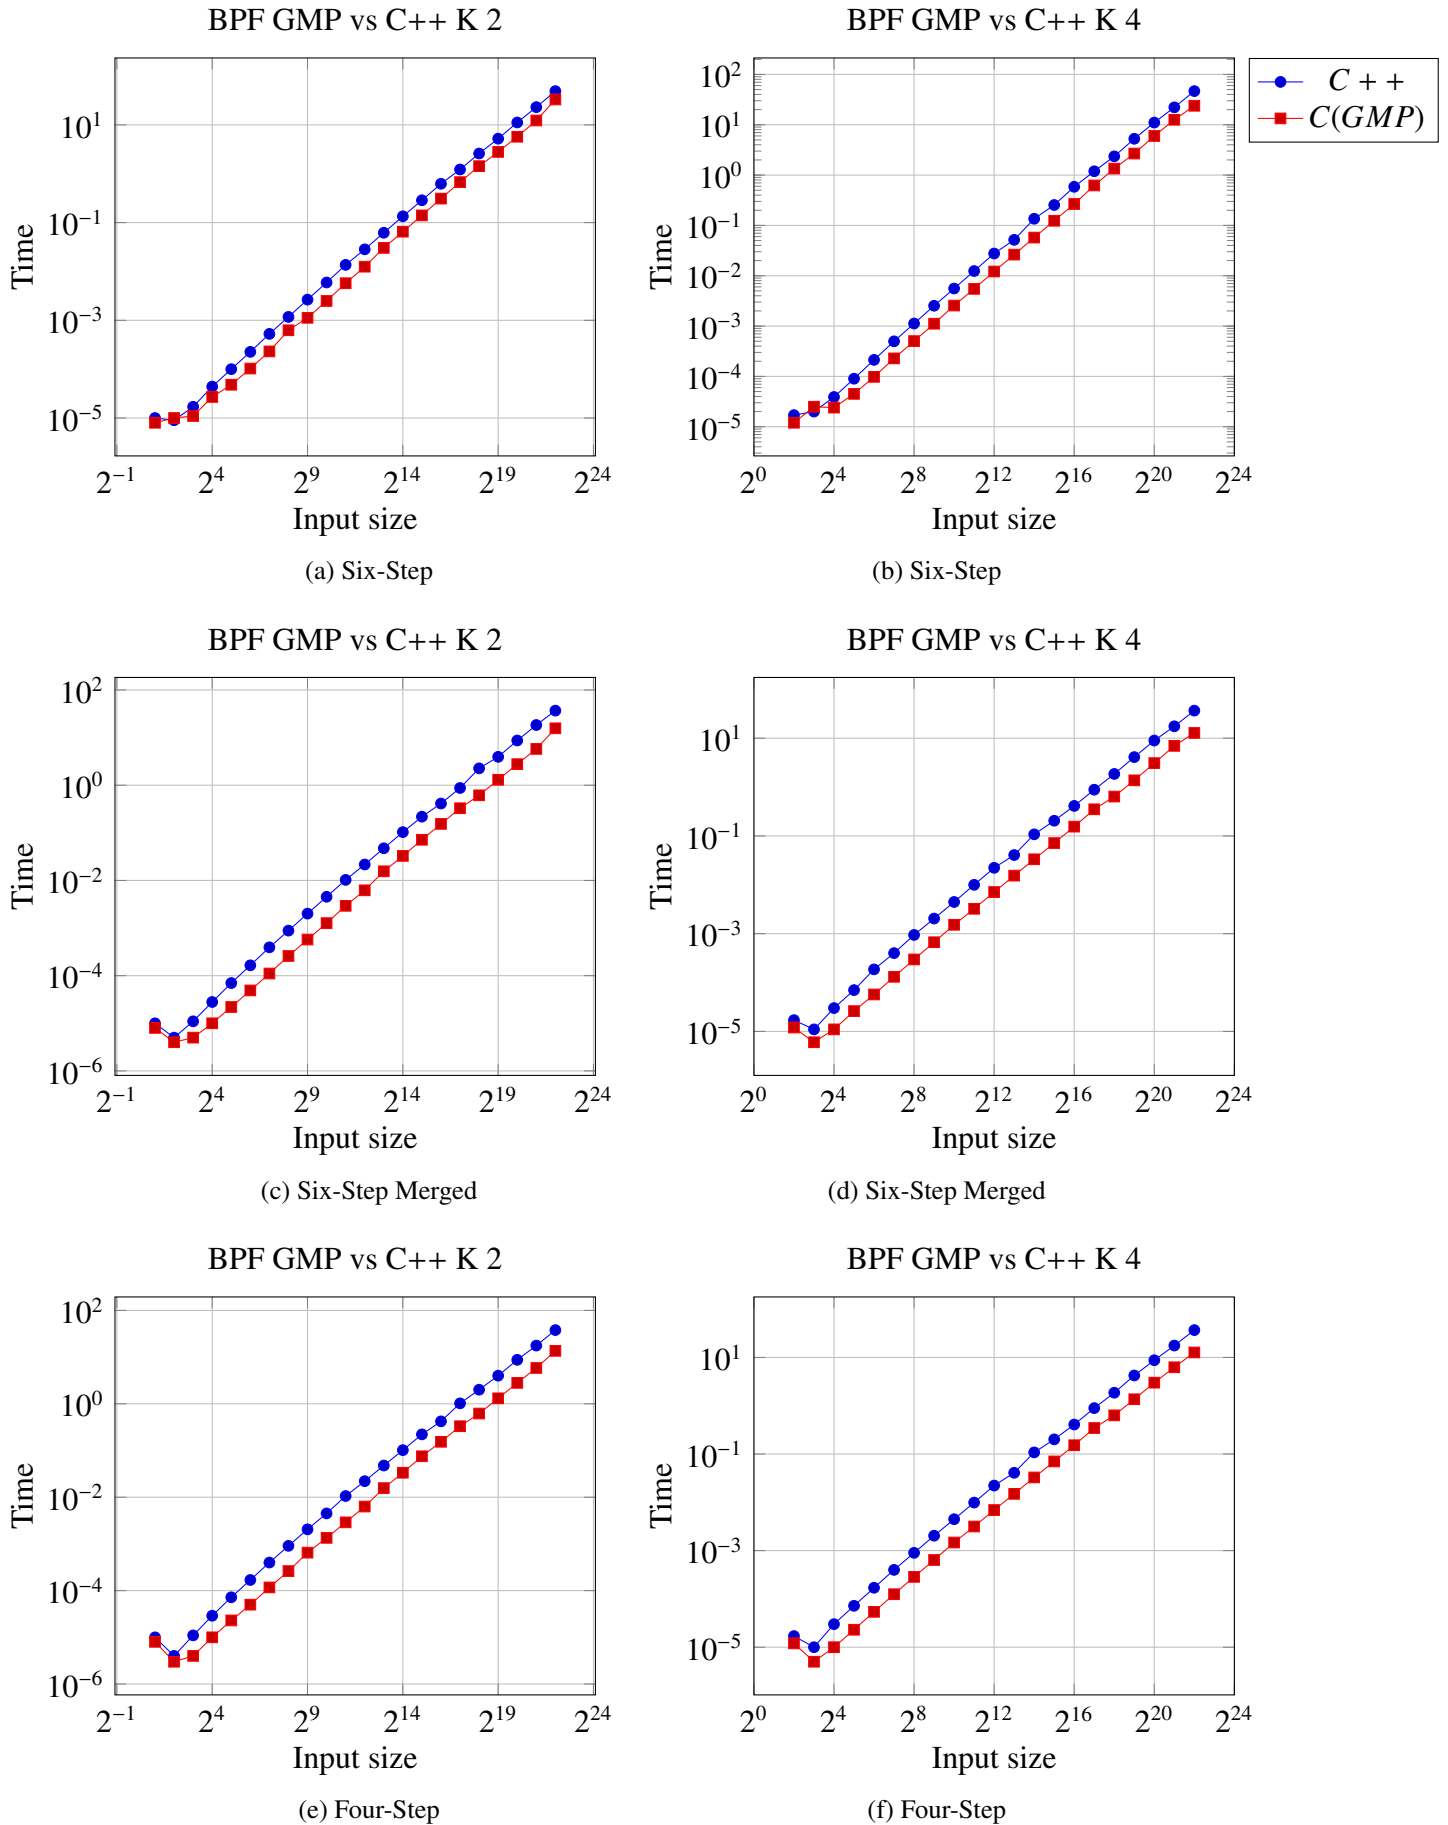 BPF GMP vs C++ K 2
10^1
10^−1
10^−3
10^−5
Time
2^−1 2^4 2^9 2^14 2^19 2^24
Input size
(a) Six-Step
BPF GMP vs C++ K 4
10^2
10^1
10^0
10^−1
10^−2
10^−3
10^−4
10^−5
Time
2^0 2^4 2^8 2^12 2^16 2^20 2^24
Input size
(b) Six-Step
C + +
C(GMP)
BPF GMP vs C++ K 2
10^2
10^0
10^−2
10^−4
10^−6
Time
2^−1 2^4 2^9 2^14 2^19 2^24
Input size
(c) Six-Step Merged
BPF GMP vs C++ K 4
10^1
10^−1
10^−3
10^−5
Time
2^0 2^4 2^8 2^12 2^16 2^20 2^24
Input size
(d) Six-Step Merged
BPF GMP vs C++ K 2
10^2
10^0
10^−2
10^−4
10^−6
Time
2^−1 2^4 2^9 2^14 2^19 2^24
Input size
(e) Four-Step
BPF GMP vs C++ K 4
10^1
10^−1
10^−3
10^−5
Time
2^0 2^4 2^8 2^12 2^16 2^20 2^24
Input size
(f) Four-Step